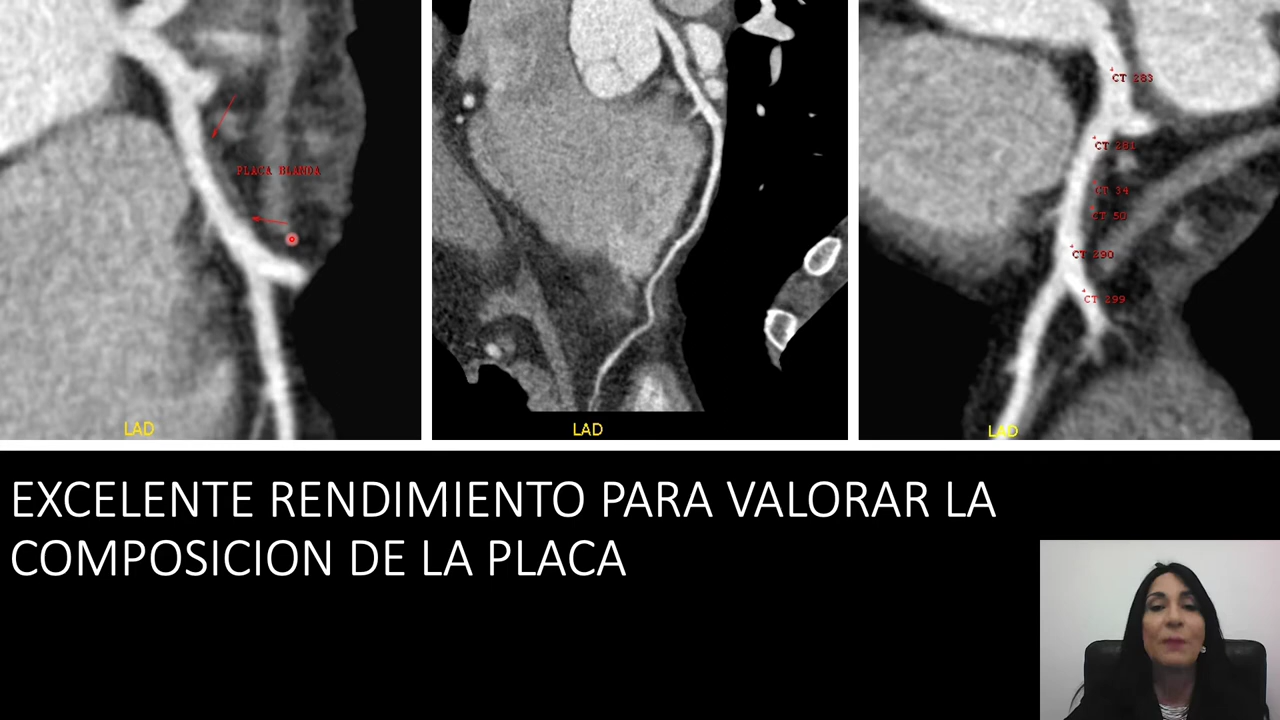 PLACA BLANCA
LAD
LAD
CT 283
CT 281
CT 34
CT 50
CT 290
CT 299
LAD
EXCELENTE RENDIMIENTO PARA VALORAR LA
COMPOSICION DE LA PLACA